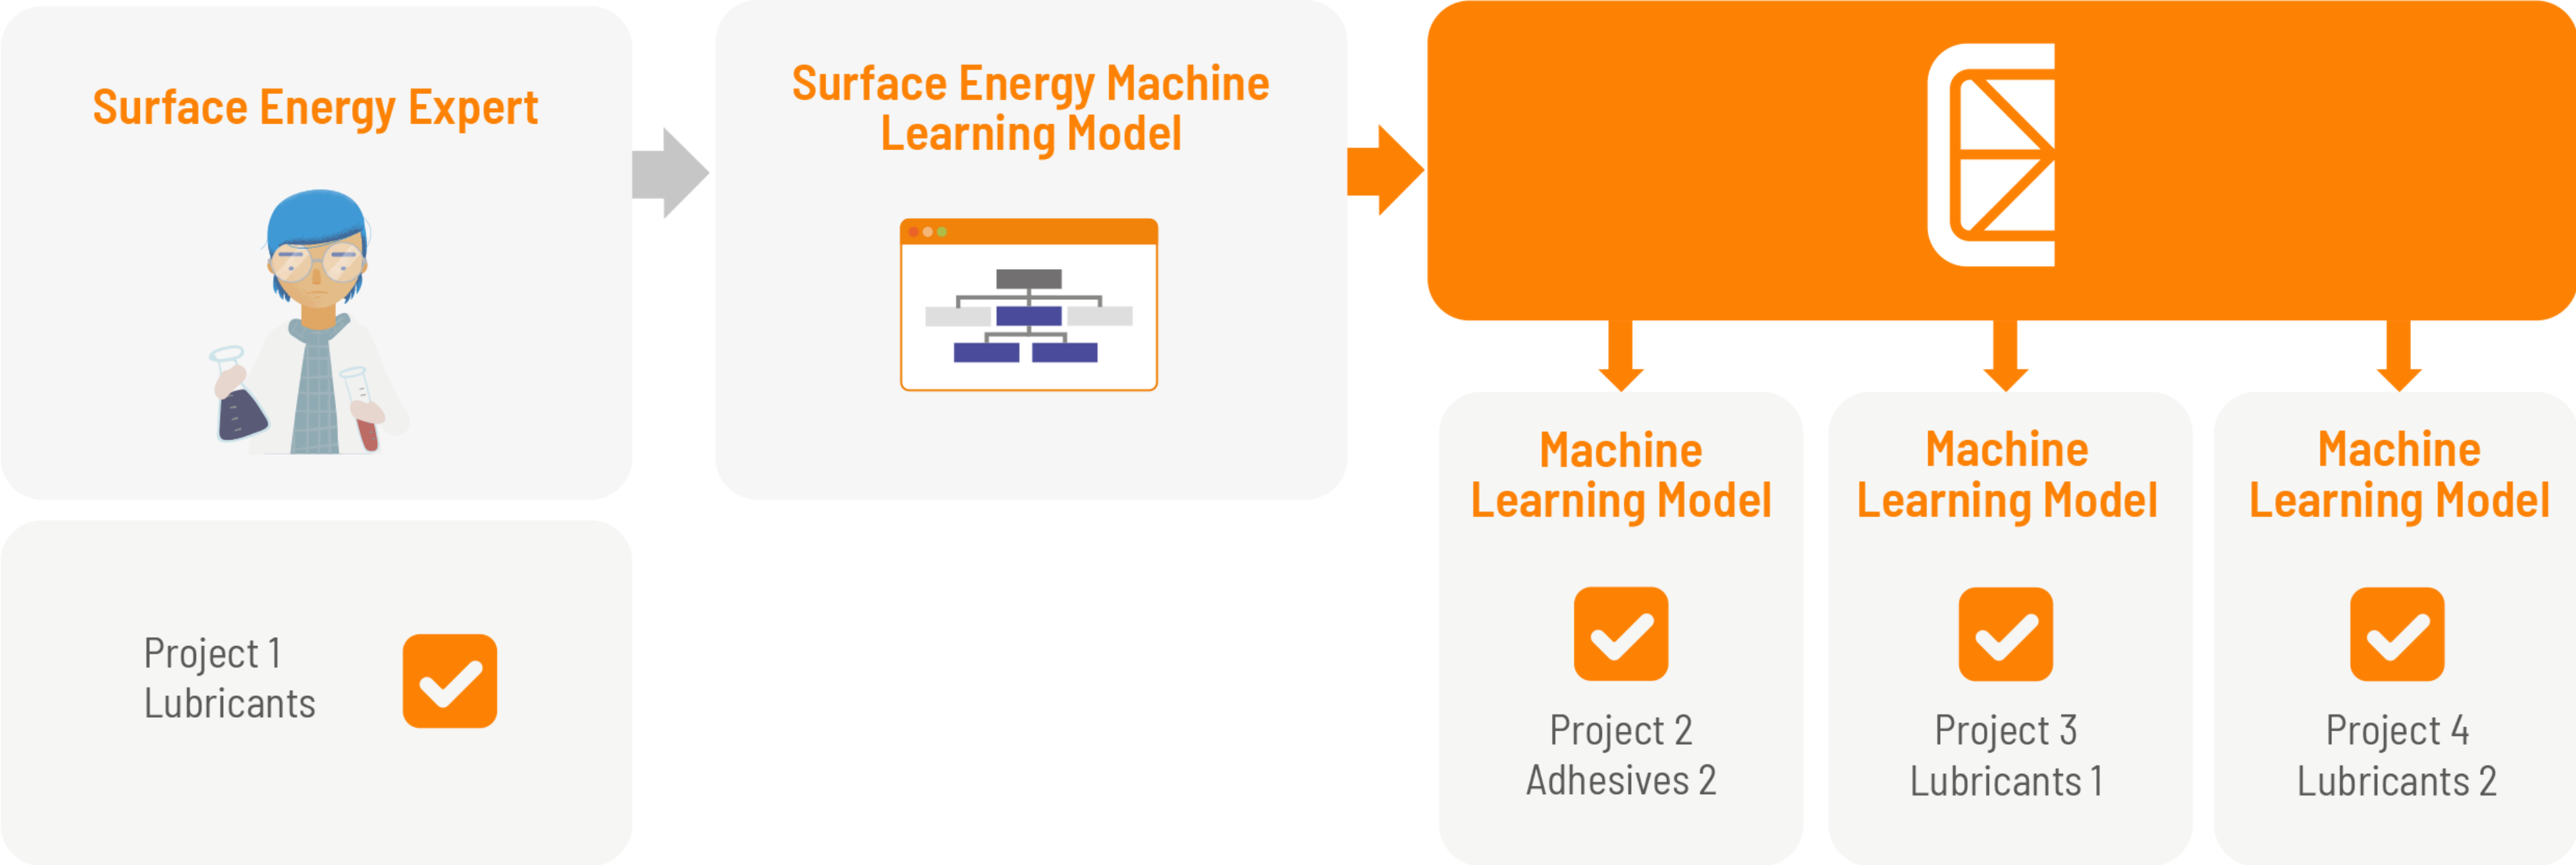 Surface Energy Expert
Surface Energy Machine
Learning Model
Project 1
Lubricants
Machine
Learning Model
Project 2
Adhesives 2
Machine
Learning Model
Project 3
Lubricants 1
Machine
Learning Model
Project 4
Lubricants 2